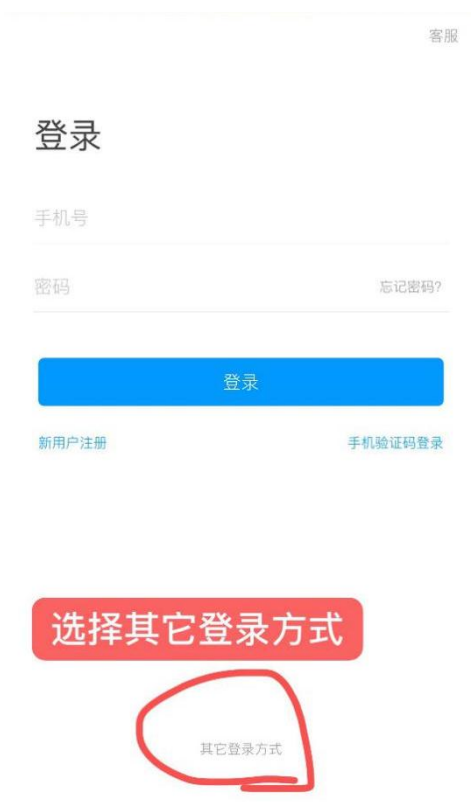 客服
登录
手机号
密码 忘记密码?
登录
新用户注册 手机验证码登录
选择其它登录方式
其它登录方式